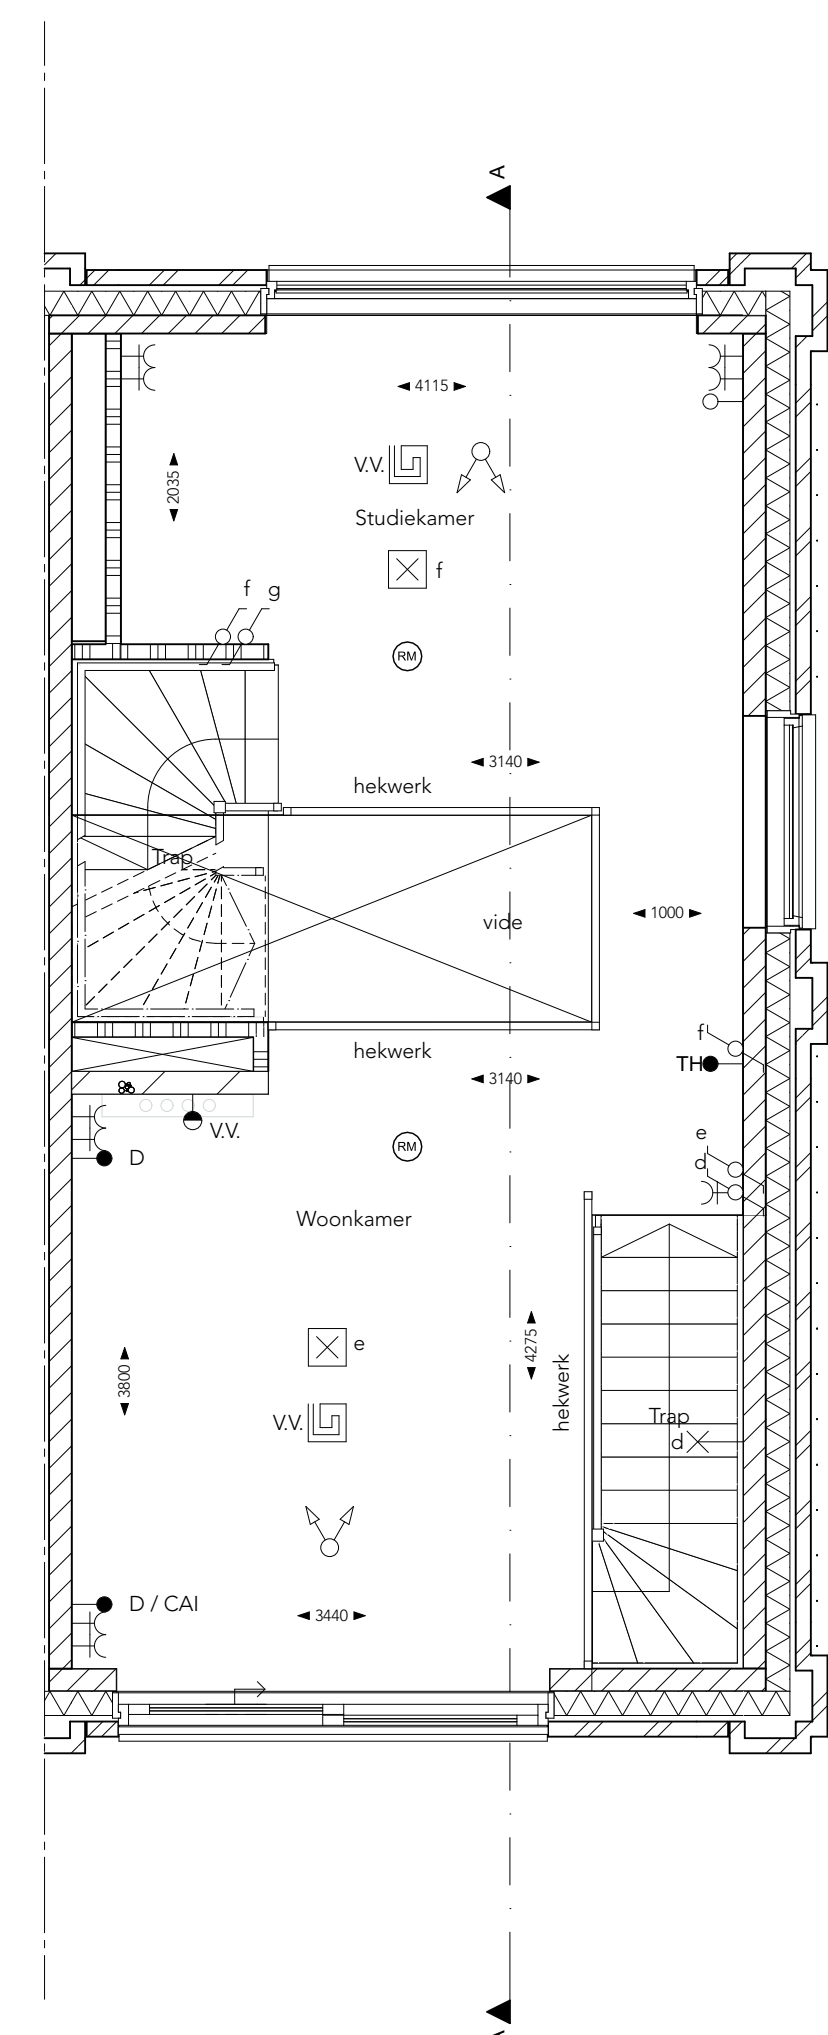 A
4115
V.V.
2035
Studiekamer
f
f g
RM
3140
hekwerk
Trap
vide
1000
hekwerk
f
TH
3140
V.V.
D
RM
e
d
Woonkamer
4275
e
3800
hekwerk
V.V.
Trap
d
D / CAI
3440
A